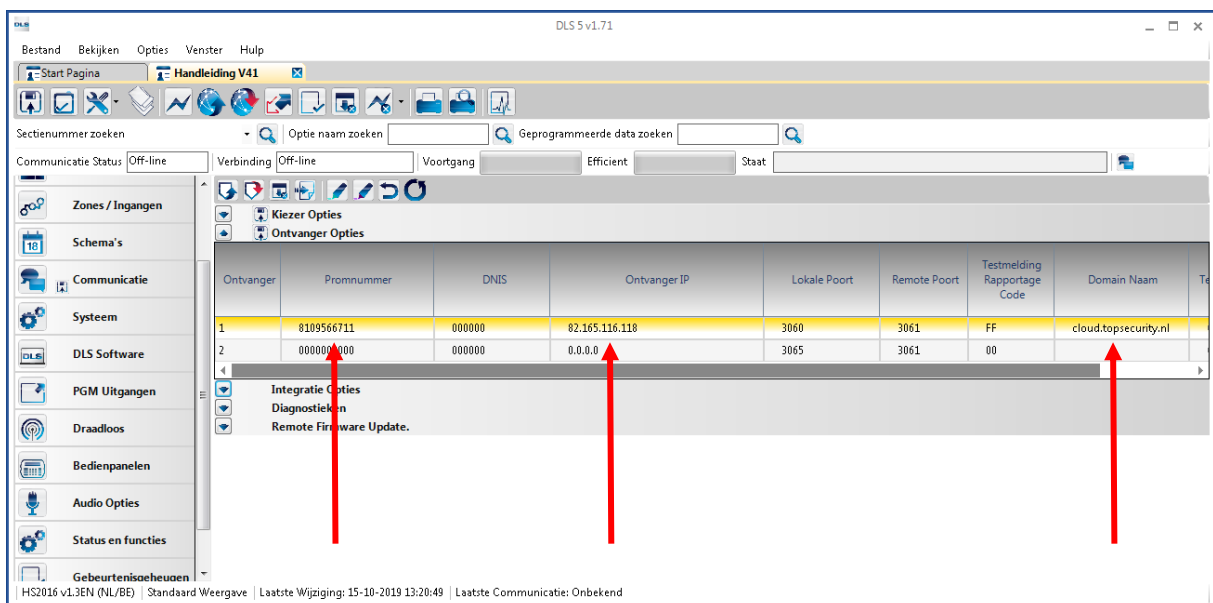 DLS
DLS 5 v1.71
Bestand Bekijken Opties Venster Hulp
Start Pagina Handleiding V41
Sectienummer zoeken Optie naam zoeken Geprogrammeerde data zoeken
Communicatie Status Off-line Verbinding Off-line Voortgang Efficient Staat
Zones / Ingangen
18 Schema's
Communicatie
Systeem
DLS DLS Software
PGM Uitgangen
Draadloos
Bedienpanelen
Audio Opties
Status en functies
Gebeurtenisgeheugen
Kiezer Opties
Ontvanger Opties
Ontvanger Promnummer DNIS Ontvanger IP Lokale Poort Remote Poort Testmelding Rapportage Code Domain Naam Te
1 8109566711 000000 82.165.116.118 3060 3061 FF cloud.topsecurity.nl
2 0000000000 000000 0.0.0.0 3065 3061 00
Integratie Opties
Diagnostieken
Remote Firmware Update.
HS2016 v1.3EN (NL/BE) Standaard Weergave Laatste Wijziging: 15-10-2019 13:20:49 Laatste Communicatie: Onbekend